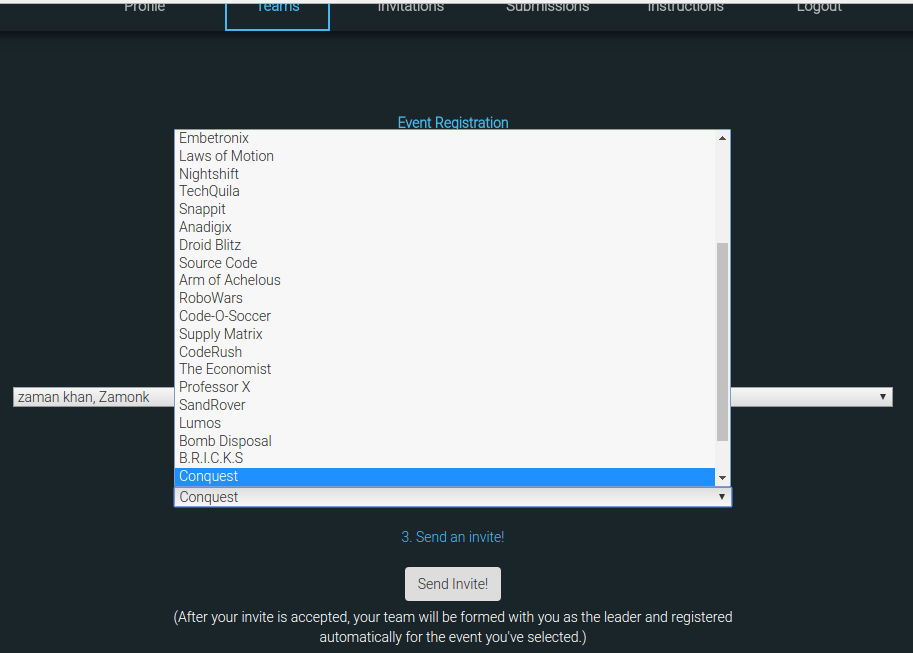 Profile Teams Invitations Submissions Instructions Logout
Event Registration
Embetronix
Laws of Motion
Nightshift
TechQuila
Snappit
Anadigix
Droid Blitz
Source Code
Arm of Achelous
RoboWars
Code-O-Soccer
Supply Matrix
CodeRush
The Economist
Professor X
zaman khan, Zamonk
SandRover
Lumos
Bomb Disposal
B.R.I.C.K.S
Conquest
Conquest
3. Send an invite!
Send Invite!
(After your invite is accepted, your team will be formed with you as the leader and registered
automatically for the event you've selected.)